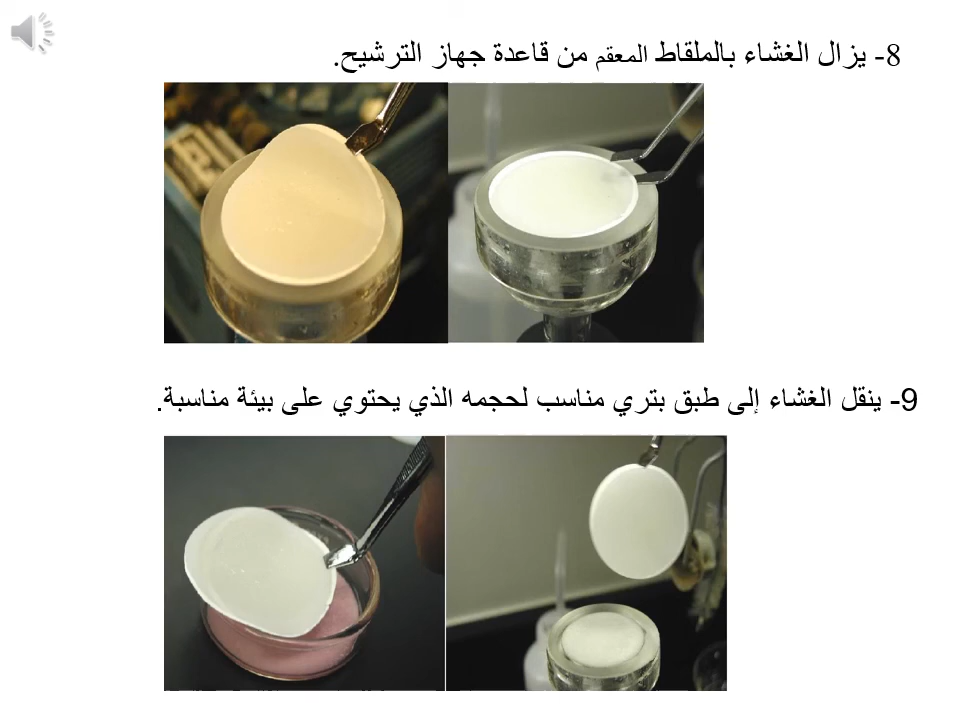 8- يزال الغشاء بالملقاط المعقم من قاعدة جهاز الترشيح.
9- ينقل الغشاء إلى طبق بتري مناسب لحجمه الذي يحتوي على بيئة مناسبة.